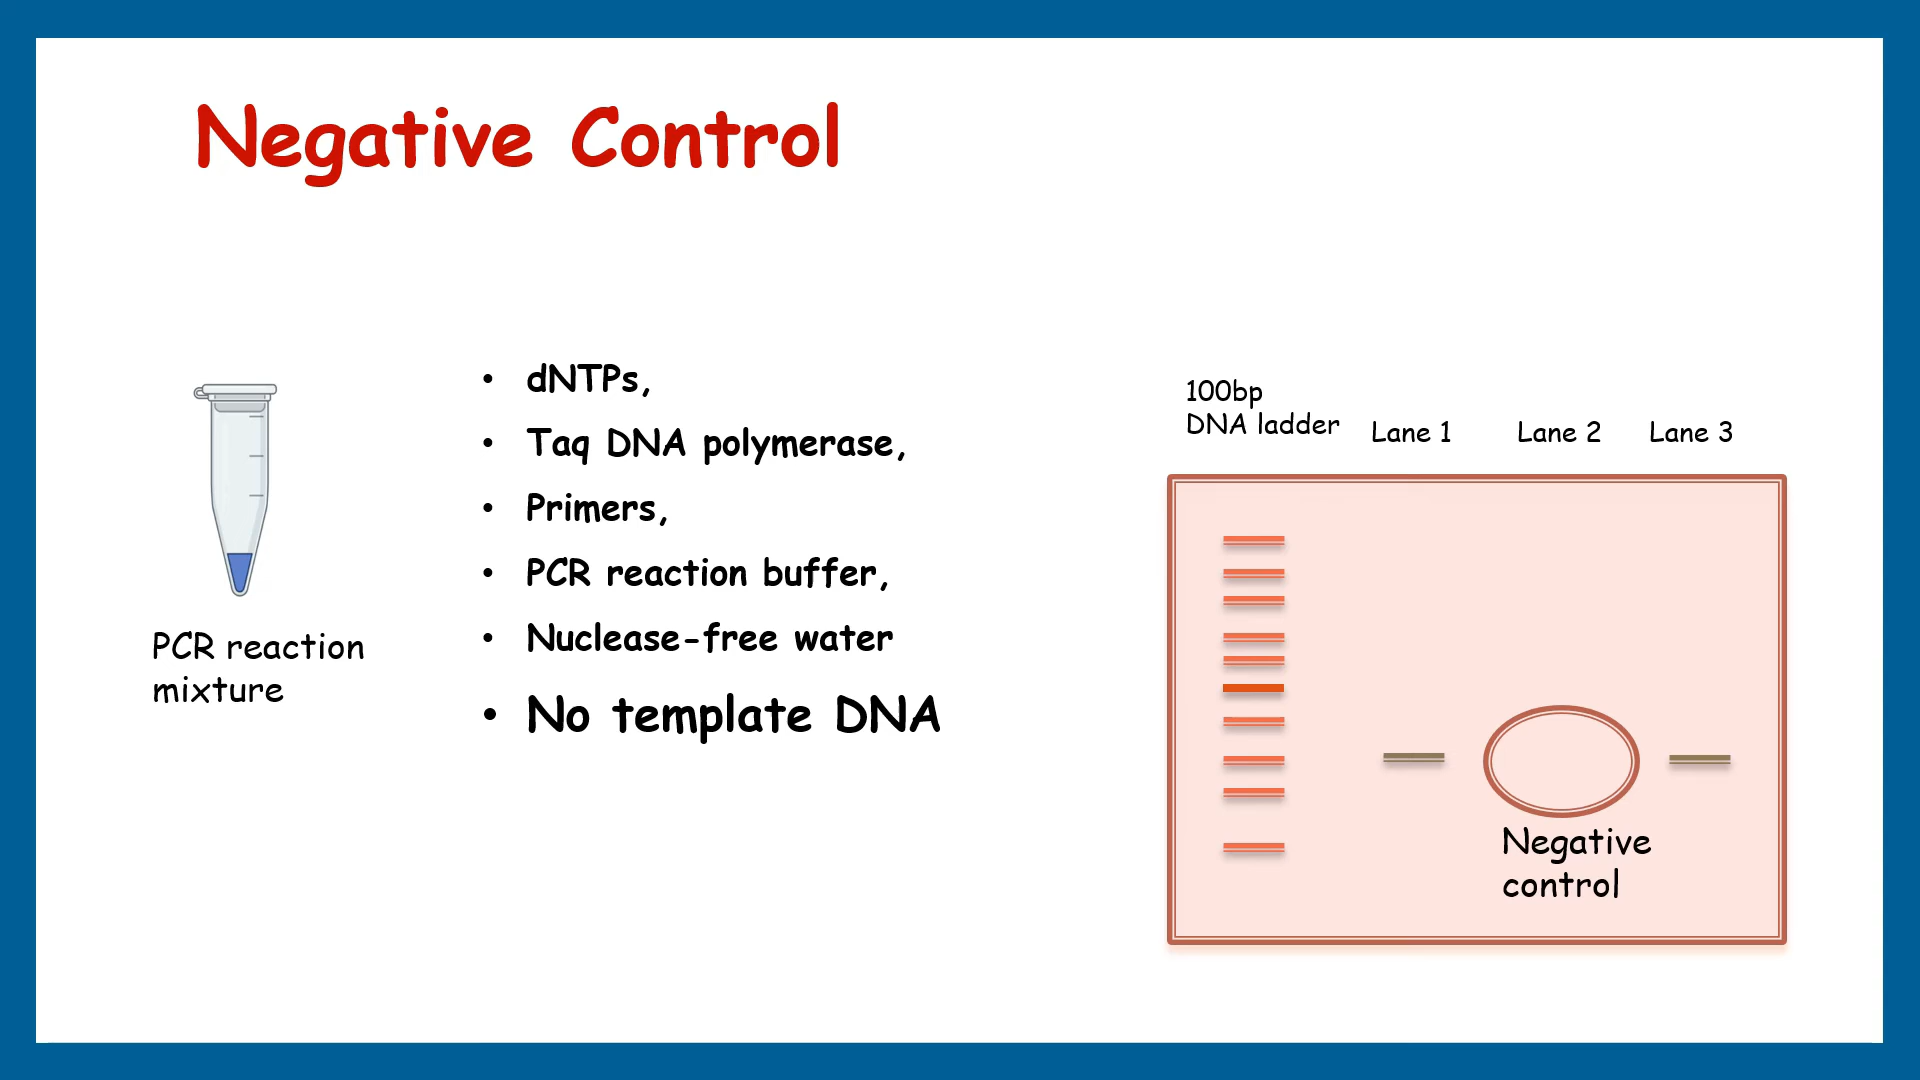 Negative Control
• dNTPs,
• Taq DNA polymerase,
• Primers,
• PCR reaction buffer,
• Nuclease-free water
• No template DNA
PCR reaction
mixture
100bp
DNA ladder
Lane 1
Lane 2
Lane 3
Negative
control